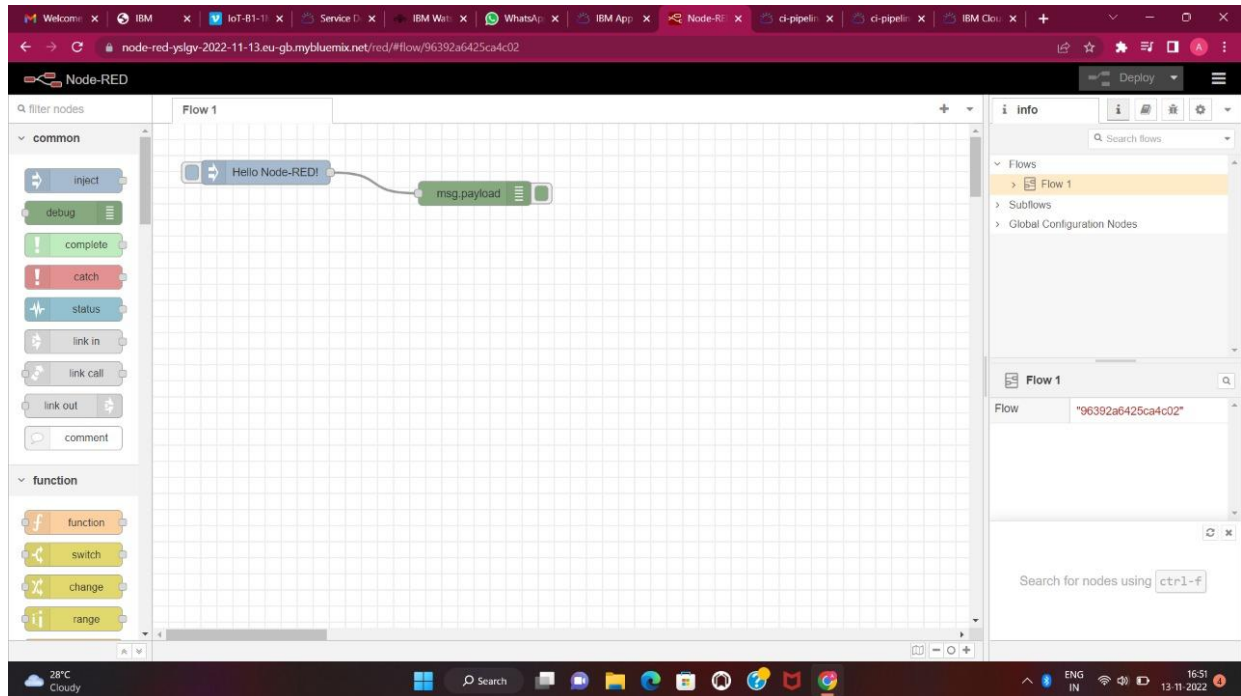 Welcome
IBM
IoT-B1-1
Service D
IBM Wat
WhatsAp
IBM App
Node-RE
ci-pipelin
ci-pipelin
IBM Clou
node-red-yslgv-2022-11-13.eu-gb.mybluemix.net/red/#flow/96392a6425ca4c02
A
Node-RED
Deploy
filter nodes
Flow 1
i info
i
common
Search flows
inject
Hello Node-RED!
msg.payload
Flows
Flow 1
Subflows
Global Configuration Nodes
debug
complete
catch
status
link in
link call
link out
comment
Flow 1
Flow "96392a6425ca4c02"
function
function
switch
change
range
Search for nodes using ctrl-f
28°C
Cloudy
Search
ENG
IN
16:51
13-11-2022
4